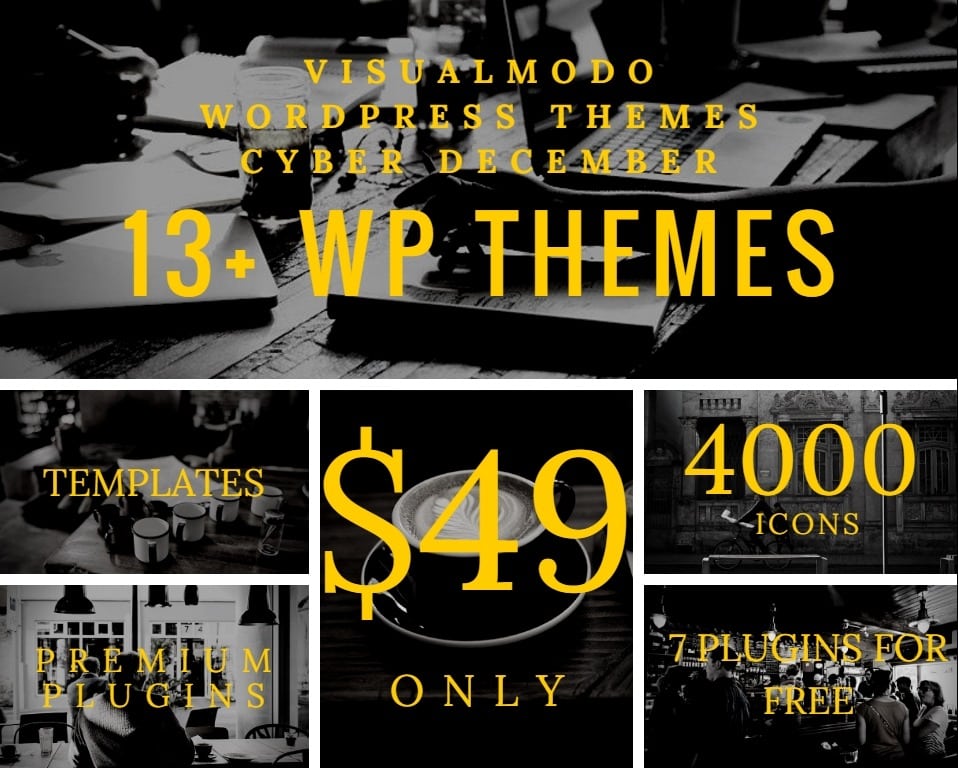 VISUALMODO
WORDPRESS THEMES
CYBER DECEMBER
13+ WP THEMES
TEMPLATES
$49
ONLY
4000
ICONS
PREMIUM
PLUGINS
7 PLUGINS FOR
FREE